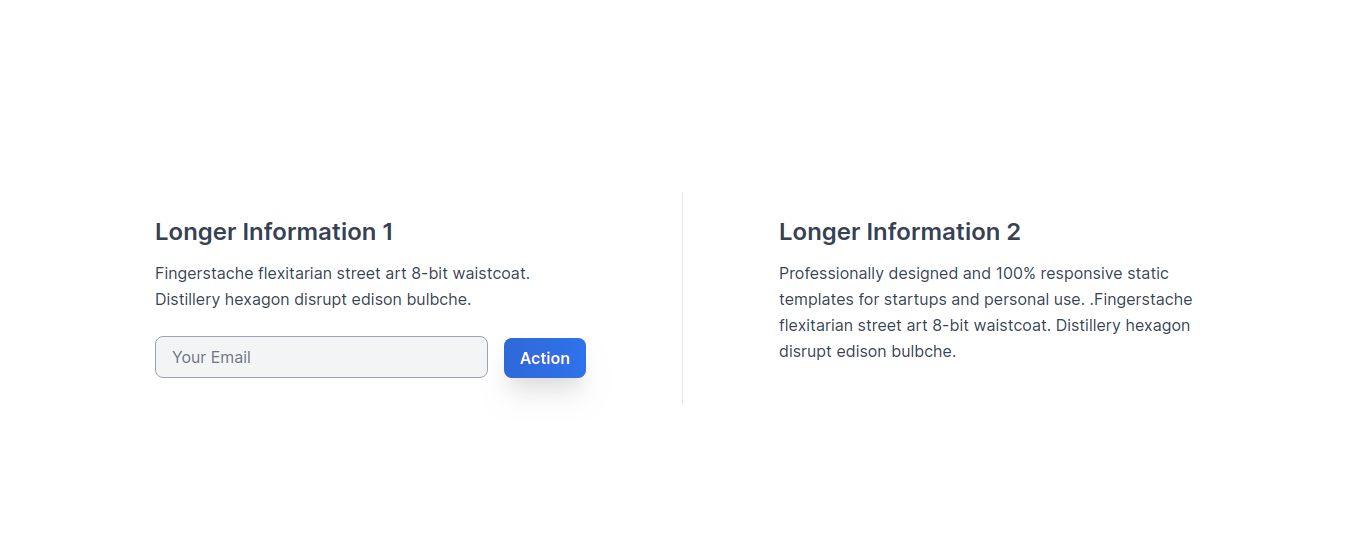 Longer Information 1
Fingerstache flexitarian street art 8-bit waistcoat.
Distillery hexagon disrupt edison bulbche.
Your Email
Action
Longer Information 2
Professionally designed and 100% responsive static
templates for startups and personal use. .Fingerstache
flexitarian street art 8-bit waistcoat. Distillery hexagon
disrupt edison bulbche.